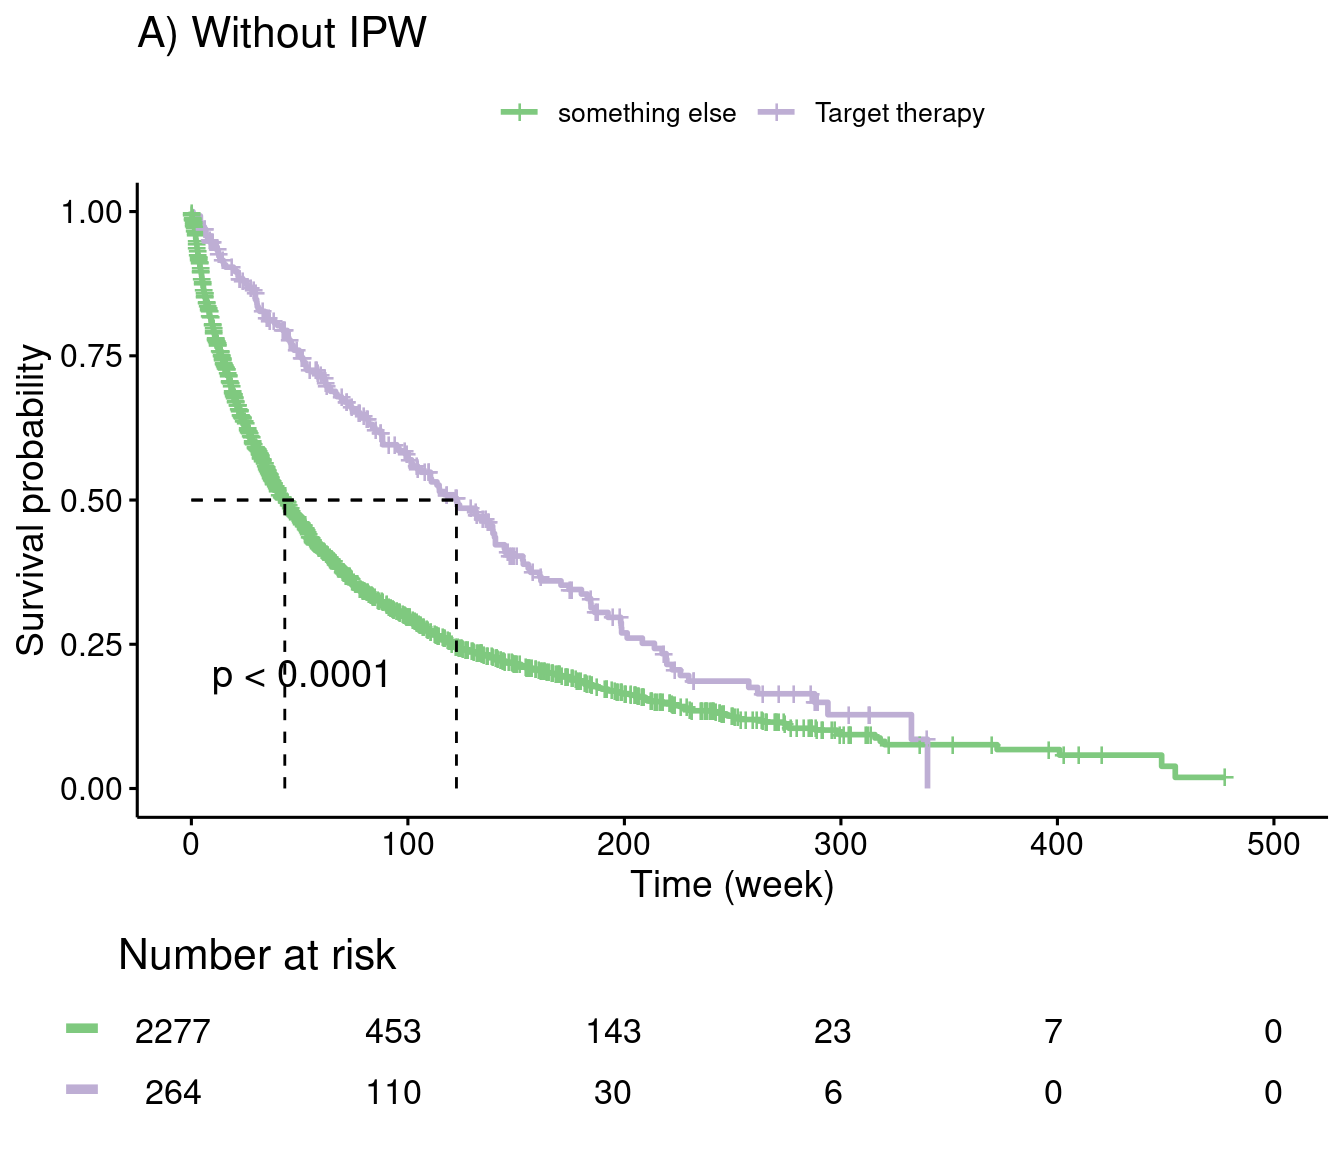 A) Without IPW
something else Target therapy
Survival probability
1.00
0.75
0.50
0.25
0.00
p < 0.0001
0 100 200 300 400 500
Time (week)
Number at risk
2277 453 143 23 7 0
264 110 30 6 0 0